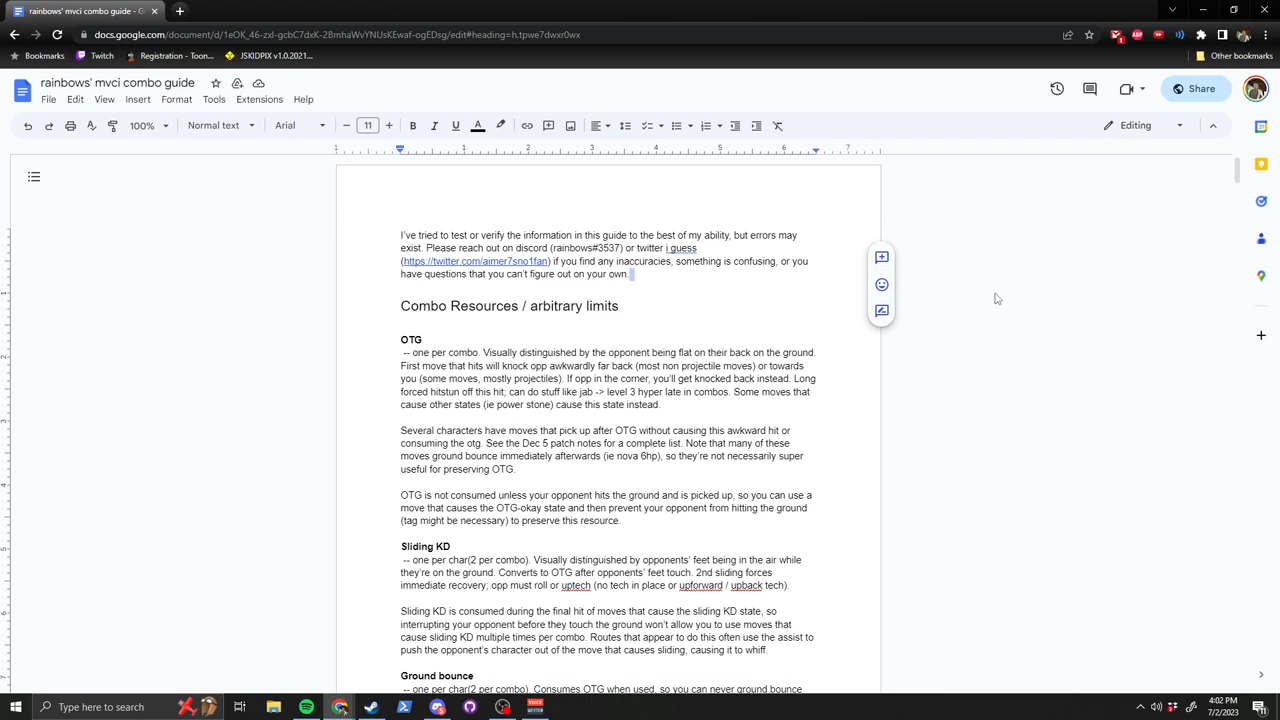 rainbows' mvci combo guide - G
docs.google.com/document/d/1eOK_46-zxl-gcbC7dxK-2BmhaWvYNUsKEwaf-ogEDsg/edit#heading=h.tpwe7dwxr0wx
Bookmarks
Twitch
Registration - Toon...
JSKIDPIX v1.0.2021...
Other bookmarks
rainbows' mvci combo guide
File Edit View Insert Format Tools Extensions Help
Share
100%
Normal text
Arial
11
Editing
1 1 2 3 4 5 6 7
I've tried to test or verify the information in this guide to the best of my ability, but errors may
exist. Please reach out on discord (rainbows#3537) or twitter i guess
(https://twitter.com/aimer7sno1fan) if you find any inaccuracies, something is confusing, or you
have questions that you can't figure out on your own.
Combo Resources / arbitrary limits
OTG
-- one per combo. Visually distinguished by the opponent being flat on their back on the ground.
First move that hits will knock opp awkwardly far back (most non projectile moves) or towards
you (some moves, mostly projectiles). If opp in the corner, you'll get knocked back instead. Long
forced hitstun off this hit; can do stuff like jab -> level 3 hyper late in combos. Some moves that
cause other states (ie power stone) cause this state instead.
Several characters have moves that pick up after OTG without causing this awkward hit or
consuming the otg. See the Dec 5 patch notes for a complete list. Note that many of these
moves ground bounce immediately afterwards (ie nova 6hp), so they're not necessarily super
useful for preserving OTG.
OTG is not consumed unless your opponent hits the ground and is picked up, so you can use a
move that causes the OTG-okay state and then prevent your opponent from hitting the ground
(tag might be necessary) to preserve this resource.
Sliding KD
-- one per char(2 per combo). Visually distinguished by opponents' feet being in the air while
they're on the ground. Converts to OTG after opponents' feet touch. 2nd sliding forces
immediate recovery; opp must roll or uptech (no tech in place or upforward / upback tech).
Sliding KD is consumed during the final hit of moves that cause the sliding KD state, so
interrupting your opponent before they touch the ground won't allow you to use moves that
cause sliding KD multiple times per combo. Routes that appear to do this often use the assist to
push the opponent's character out of the move that causes sliding, causing it to whiff.
Ground bounce
-- one per char(2 per combo). Consumes OTG when used, so you can never ground bounce
Type here to search
4:02 PM
7/2/2023